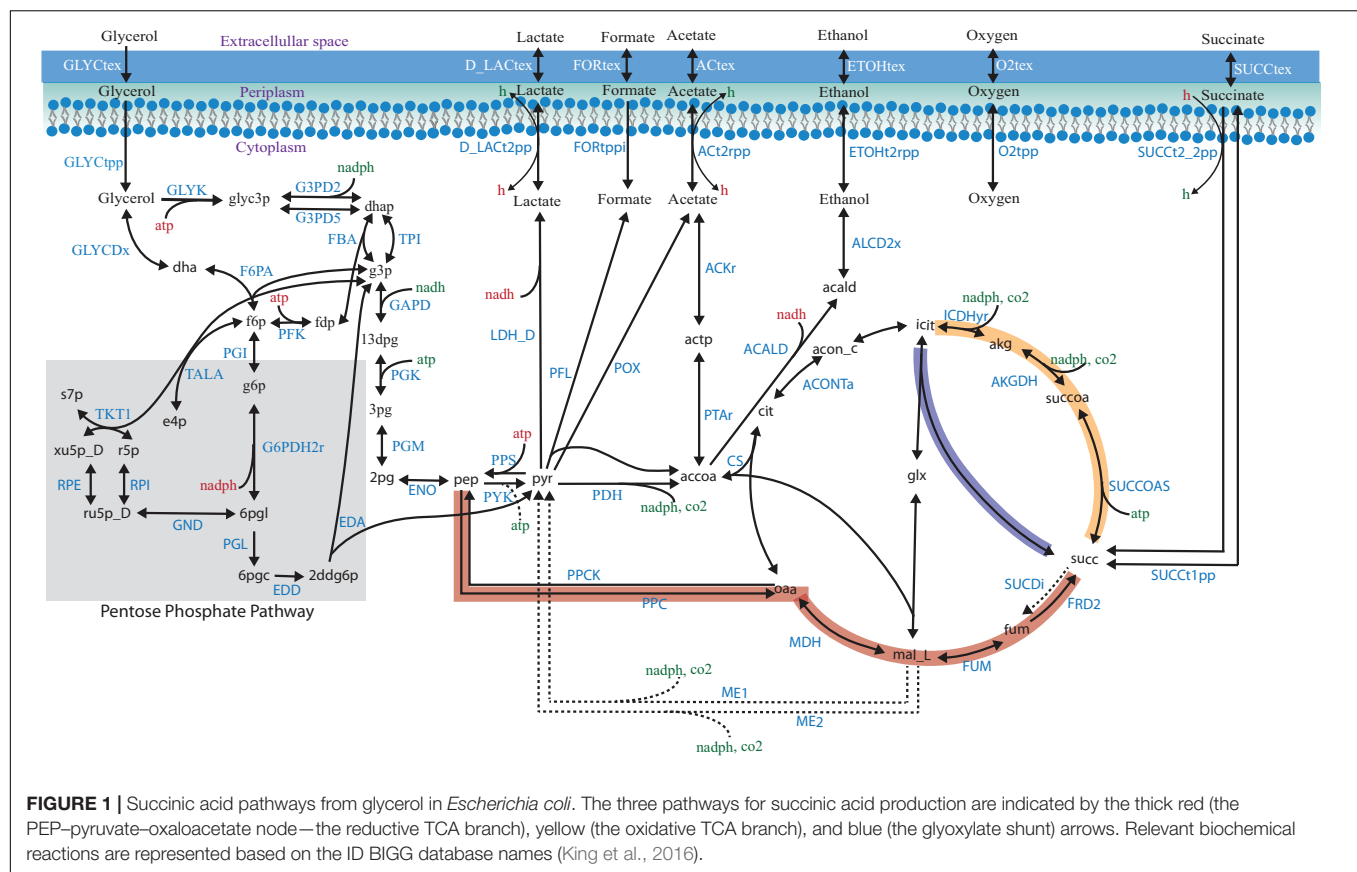 Glycerol
Extracellular space
Lactate
Formate
Acetate
Ethanol
Oxygen
Succinate
GLYCtex
D_LACtex
FORtex
ACtex
ETOHtex
O2tex
SUCCtex
Glycerol
Periplasm
h
Lactate
Formate
Acetate
h
Ethanol
Oxygen
h
Succinate
Cytoplasm
GLYCtpp
D_LACt2pp
FORtppi
ACt2rpp
ETOHt2rpp
O2tpp
SUCCt2_2pp
nadph
GLYK
G3PD2
h
h
h
Glycerol
glyc3p
dhap
Lactate
Formate
Acetate
Ethanol
Oxygen
atp
G3PD5
GLYCDx
FBA
TPI
ALCD2x
dha
F6PA
g3p
ACKr
acald
nadh
nadh
atp
GAPD
nadh
nadph, co2
f6p
fdp
PFK
LDH_D
ICDHyr
icit
13dpg
actp
ACALD
acon_c
akg
PGI
PFL
POX
nadph, co2
TALA
PGK
atp
ACONTa
AKGDH
g6p
succoa
s7p
3pg
cit
TKT1
e4p
PTAr
xu5p_D
r5p
G6PDH2r
PGM
atp
CS
PPS
2pg
pep
pyr
accoa
glx
RPE
RPI
nadph
ENO
PYK
PDH
nadph, co2
SUCCOAS
ru5p_D
GND
6pgl
EDA
atp
atp
PGL
succ
6pgc
EDD
2ddg6p
PPCK
oaa
SUCDi
SUCCt1pp
PPC
FRD2
Pentose Phosphate Pathway
fum
MDH
mal_L
FUM
nadph, co2
ME1
ME2
nadph, co2
FIGURE 1 | Succinic acid pathways from glycerol in Escherichia coli. The three pathways for succinic acid production are indicated by the thick red (the
PEP–pyruvate–oxaloacetate node—the reductive TCA branch), yellow (the oxidative TCA branch), and blue (the glyoxylate shunt) arrows. Relevant biochemical
reactions are represented based on the ID BIGG database names (King et al., 2016).